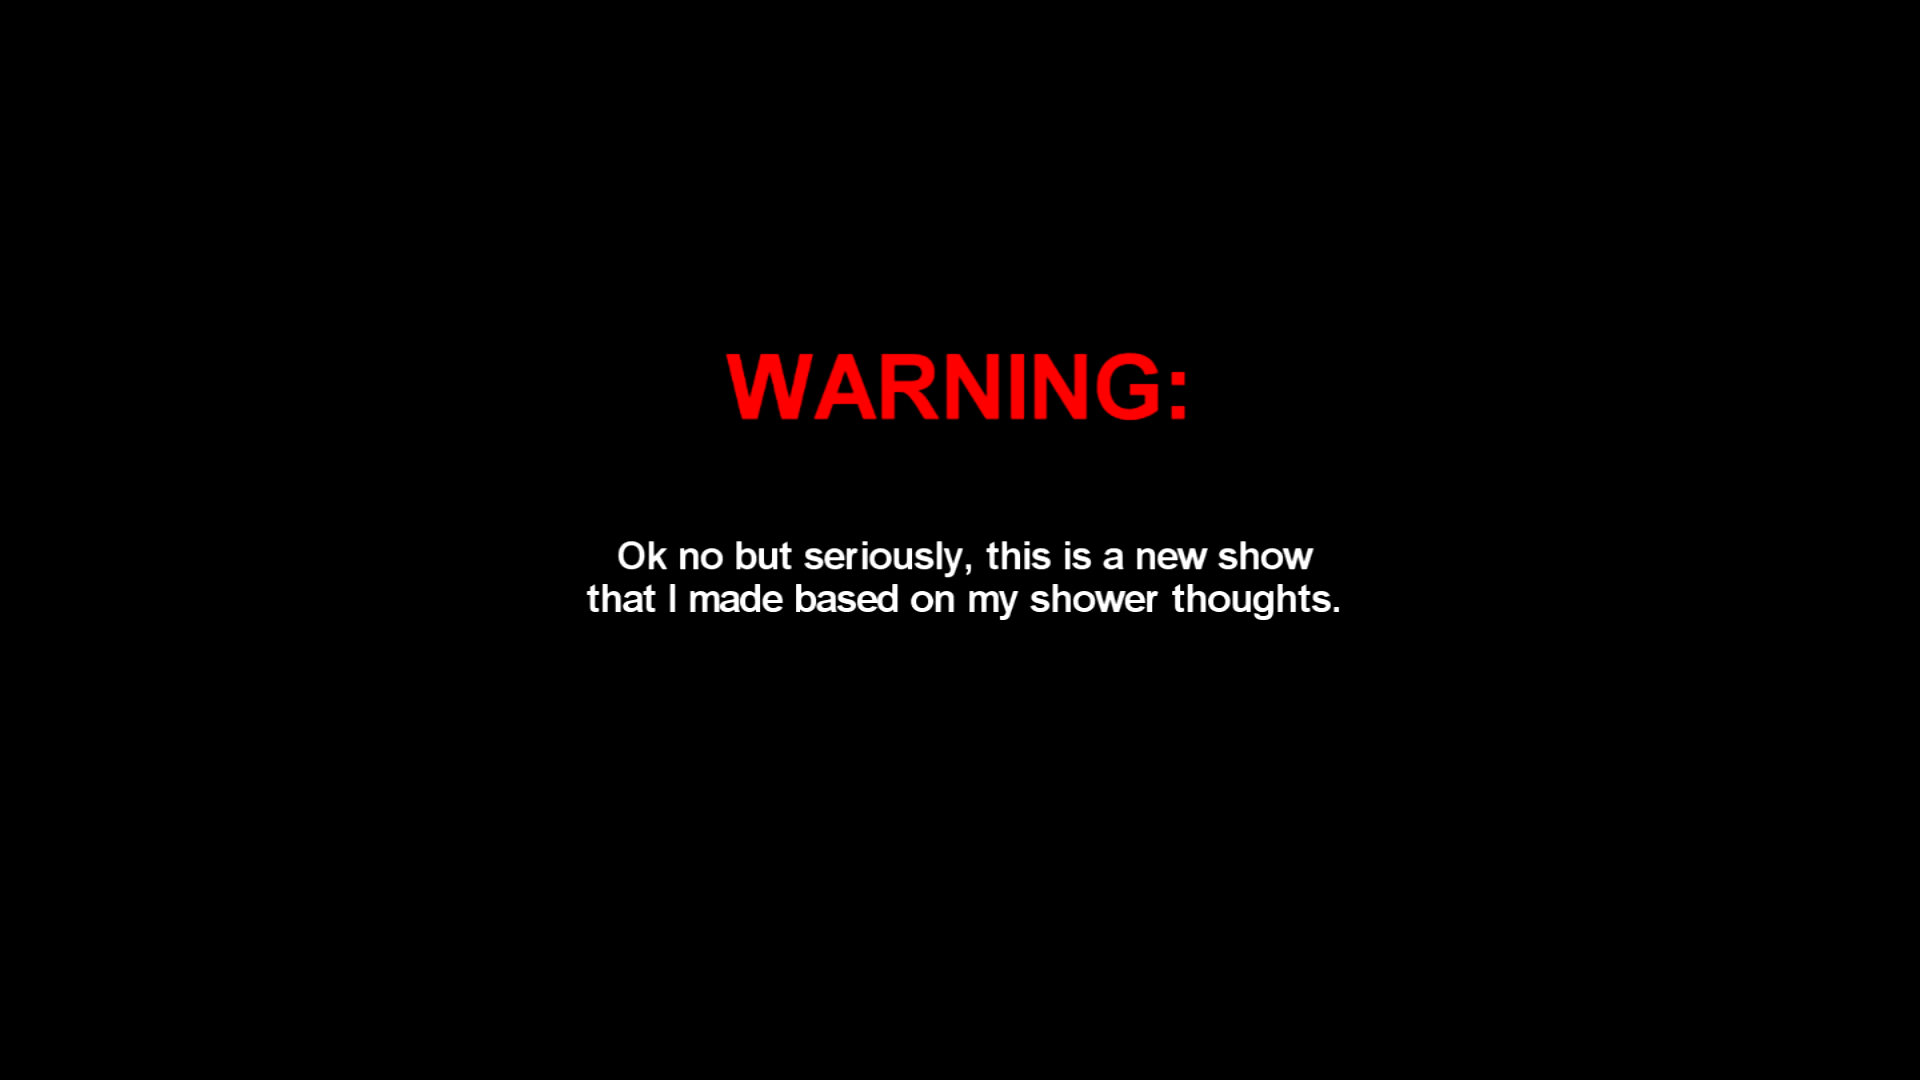 WARNING:
Ok no but seriously, this is a new show
that I made based on my shower thoughts.